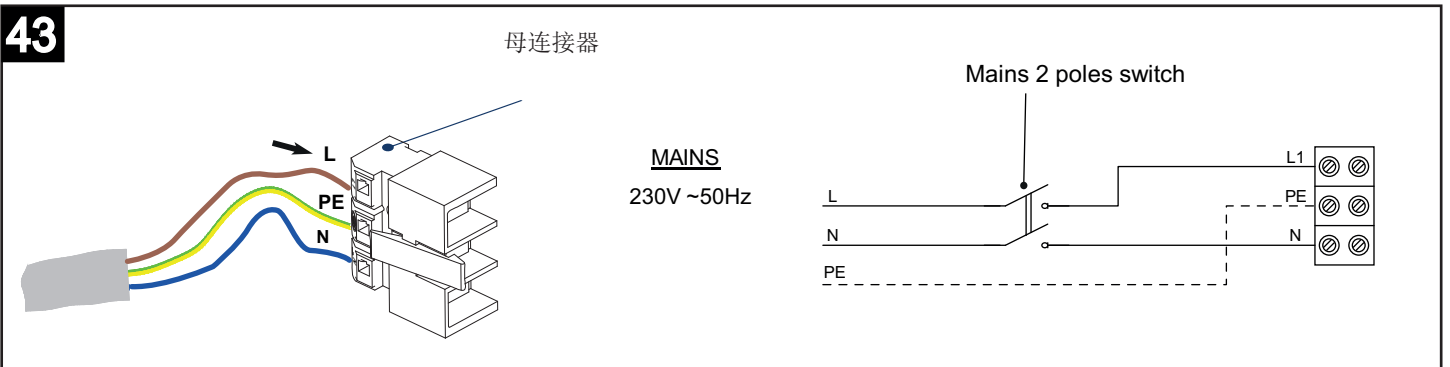 43
母连接器
L
PE
N
MAINS
230V ~50Hz
Mains 2 poles switch
L
N
PE
L1
PE
N